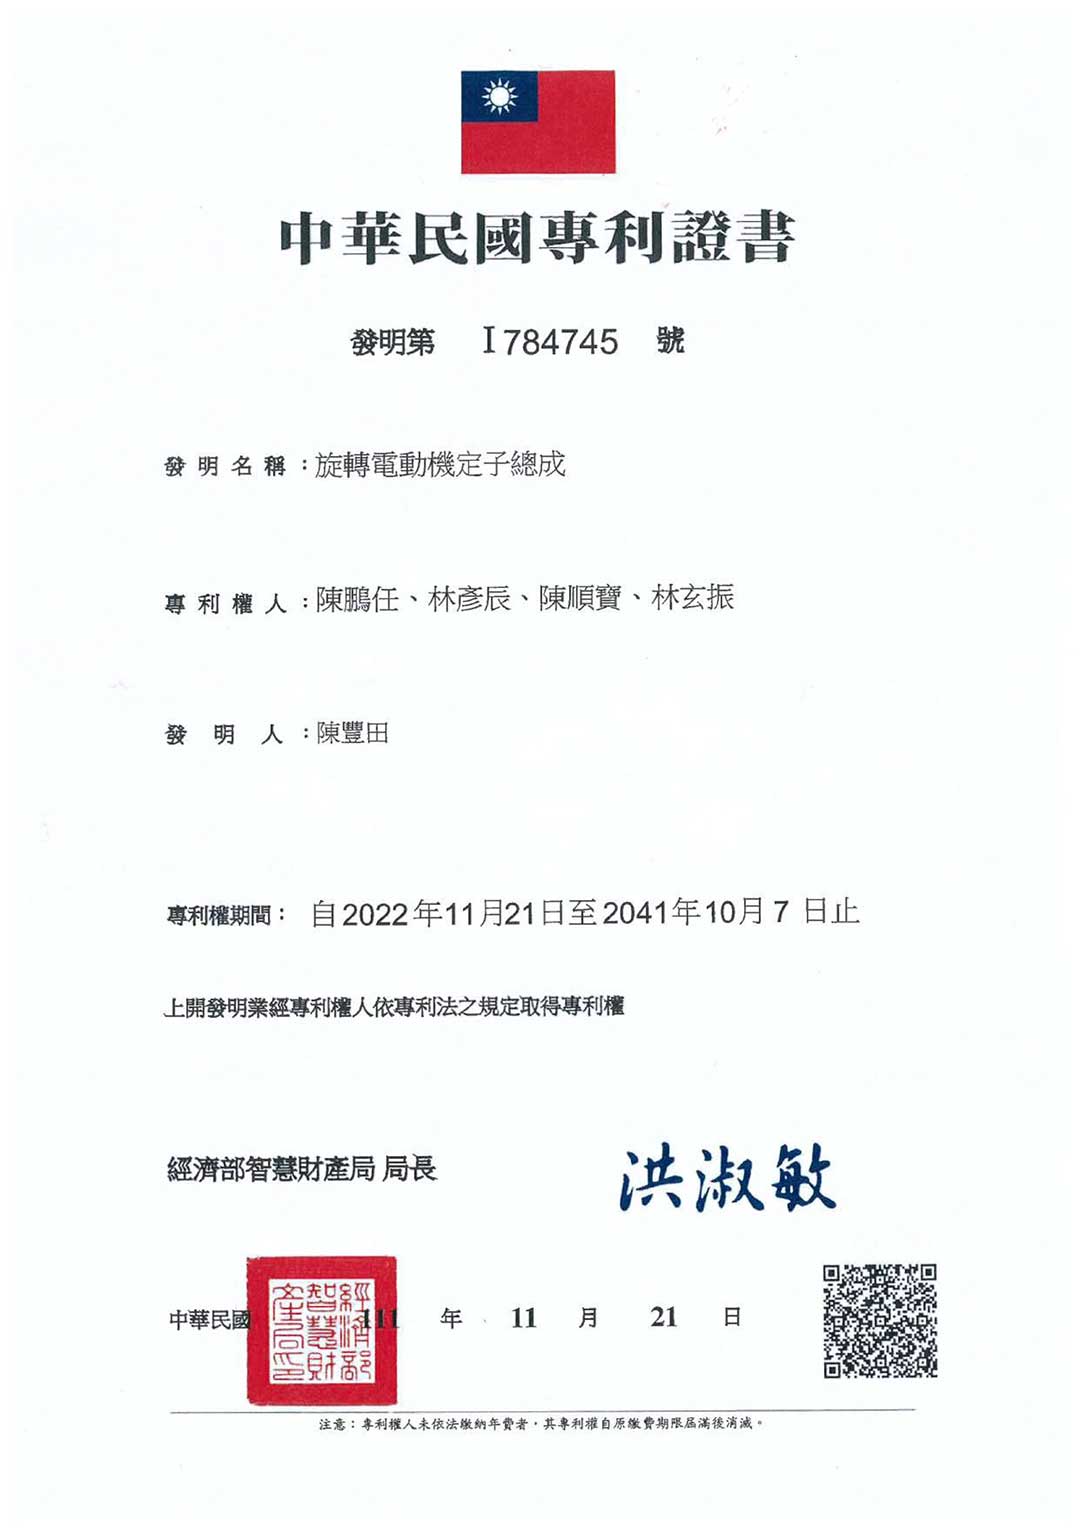 中華民國專利證書
發明第 I784745 號
發明名稱：旋轉電動機定子總成
專利權人：陳鵬任、林彥辰、陳順寶、林玄振
發明人：陳豐田
專利權期間： 自2022年11月21日至2041年10月7日止
上開發明業經專利權人依專利法之規定取得專利權
經濟部智慧財產局 局長 洪淑敏
經濟部智慧財產局印
中華民國 111 年 11 月 21 日
注意：專利權人未依法繳納年費者，其專利權自原繳費期限屆滿後消滅。